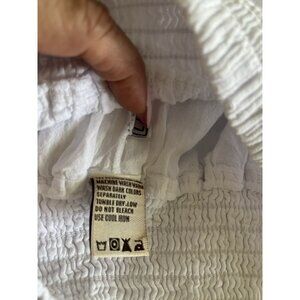 MACHINE WASH WARM
WASH DARK COLORS
SEPARATELY
TUMBLE DRY-LOW
DO NOT BLEACH
USE COOL IRON